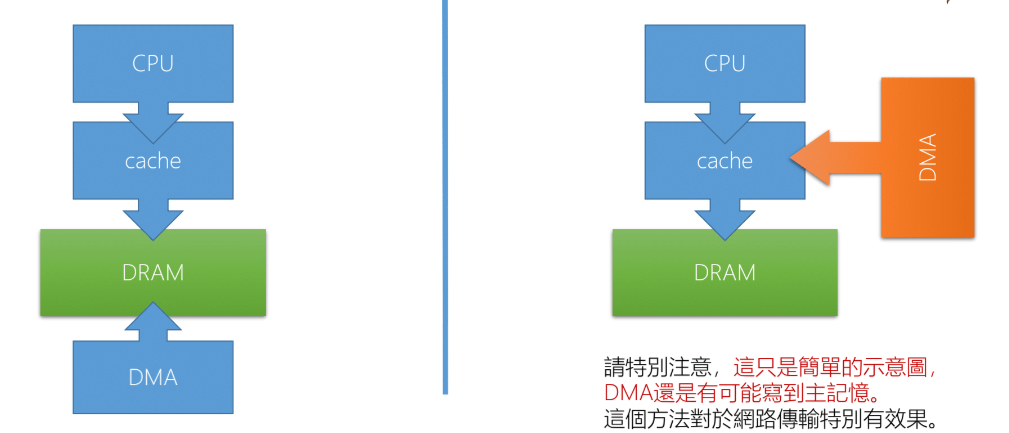 CPU
cache
DRAM
DMA
CPU
cache
DMA
DRAM
請特別注意，這只是簡單的示意圖，
DMA還是有可能寫到主記憶。
這個方法對於網路傳輸特別有效果。